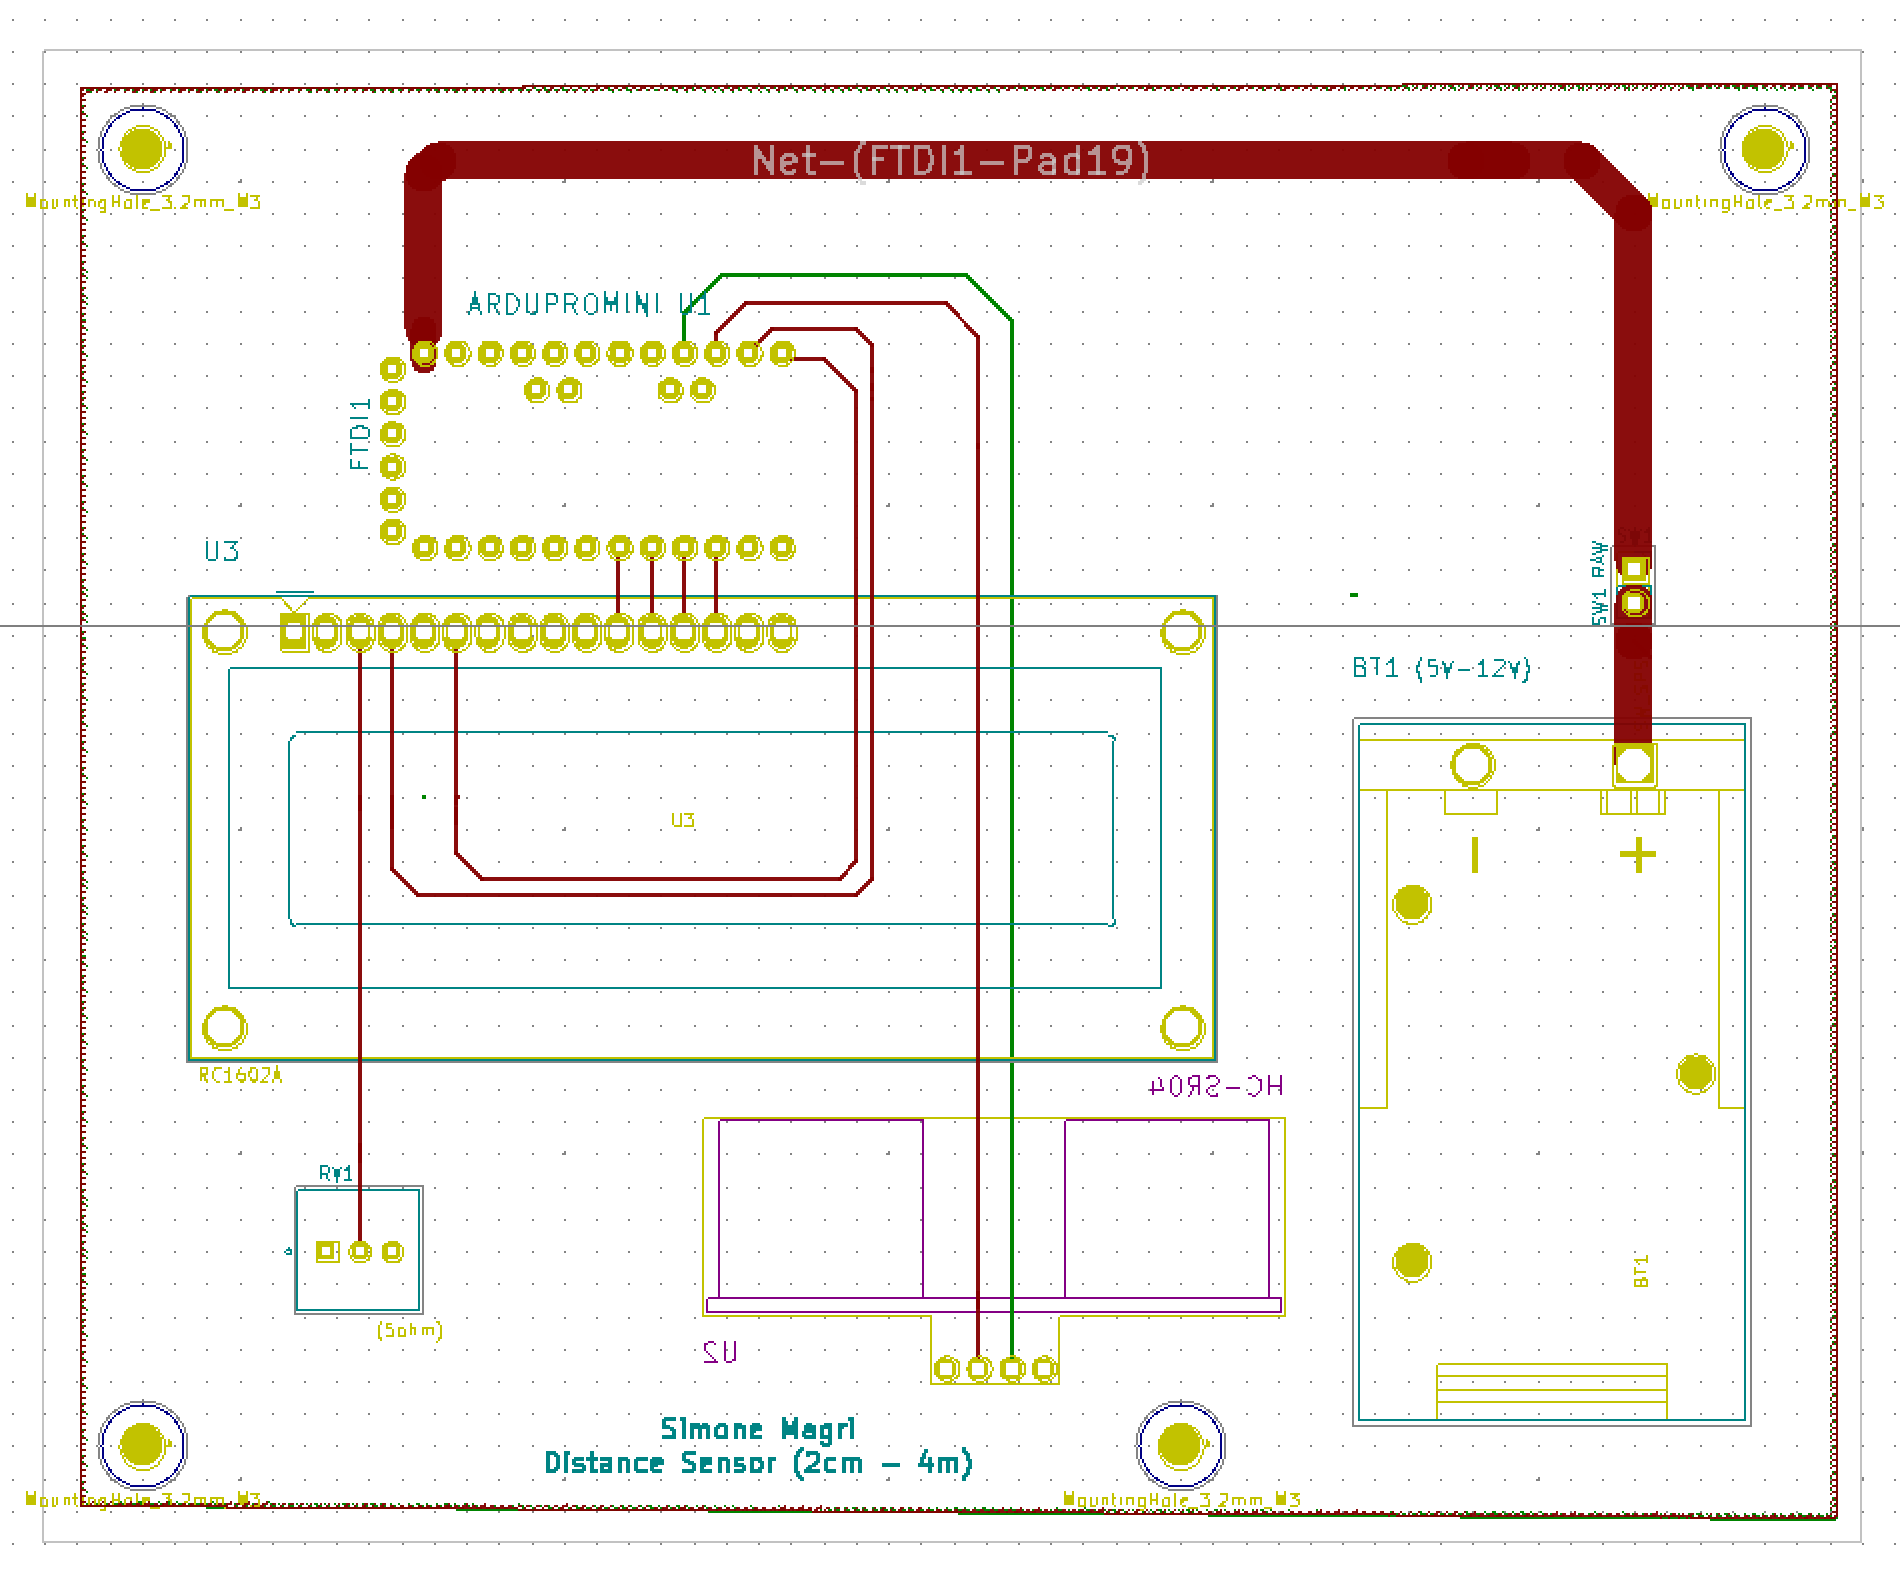 Net-(FTDI1-Pad19)
MountingHole_3.2mm_M3
MountingHole_3.2mm_M3
ARDUPROMINI U1
FTDI1
U3
SW1
SW1 RAW
BT1 (5V-12V)
U3
RC1602A
HC-SR04
RV1
(5ohm)
BT1
U2
Simone Magri
Distance Sensor (2cm - 4m)
MountingHole_3.2mm_M3
MountingHole_3.2mm_M3